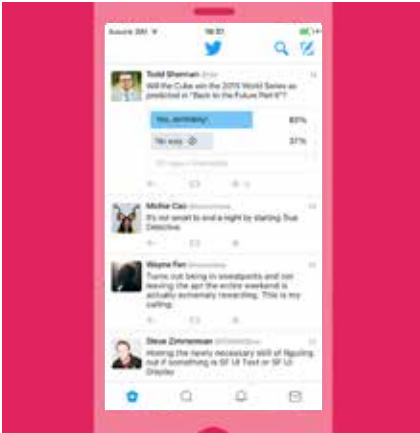 16:31
Todd Sherman
Will the Cubs win the 2015 World Series as
predicted in "Back to the Future Part II"?
Yes, definitely!
No way
37%
Michie Cao
It's not smart to end a night by starting True
Detective.
Wayne Fan
Turns out being in sweatpants and not
leaving the apt the entire weekend is
actually extremely rewarding. This is my
calling.
Steve Zimmerman
Honing the newly necessary skill of figuring
out if something is SF UI Text or SF UI
Display